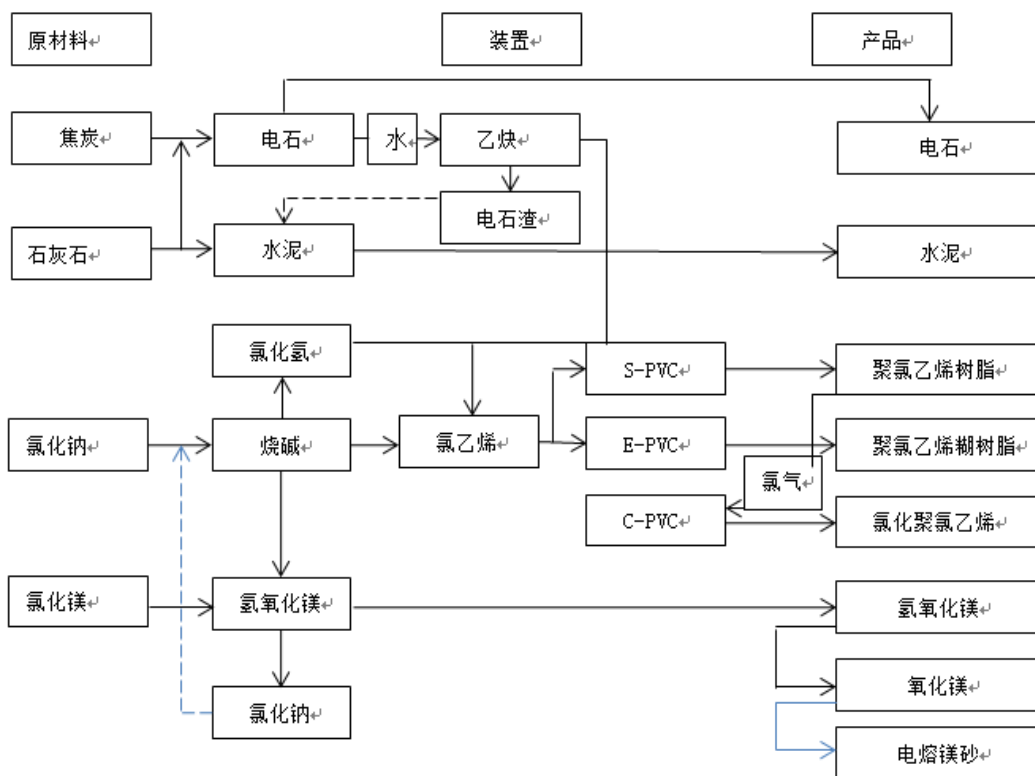 原材料
装置
产品
焦炭
电石
水
乙炔
电石
电石渣
石灰石
水泥
水泥
氯化氢
S-PVC
聚氯乙烯树脂
氯化钠
烧碱
氯乙烯
E-PVC
聚氯乙烯糊树脂
氯气
C-PVC
氯化聚氯乙烯
氯化镁
氢氧化镁
氢氧化镁
氧化镁
氯化钠
电熔镁砂